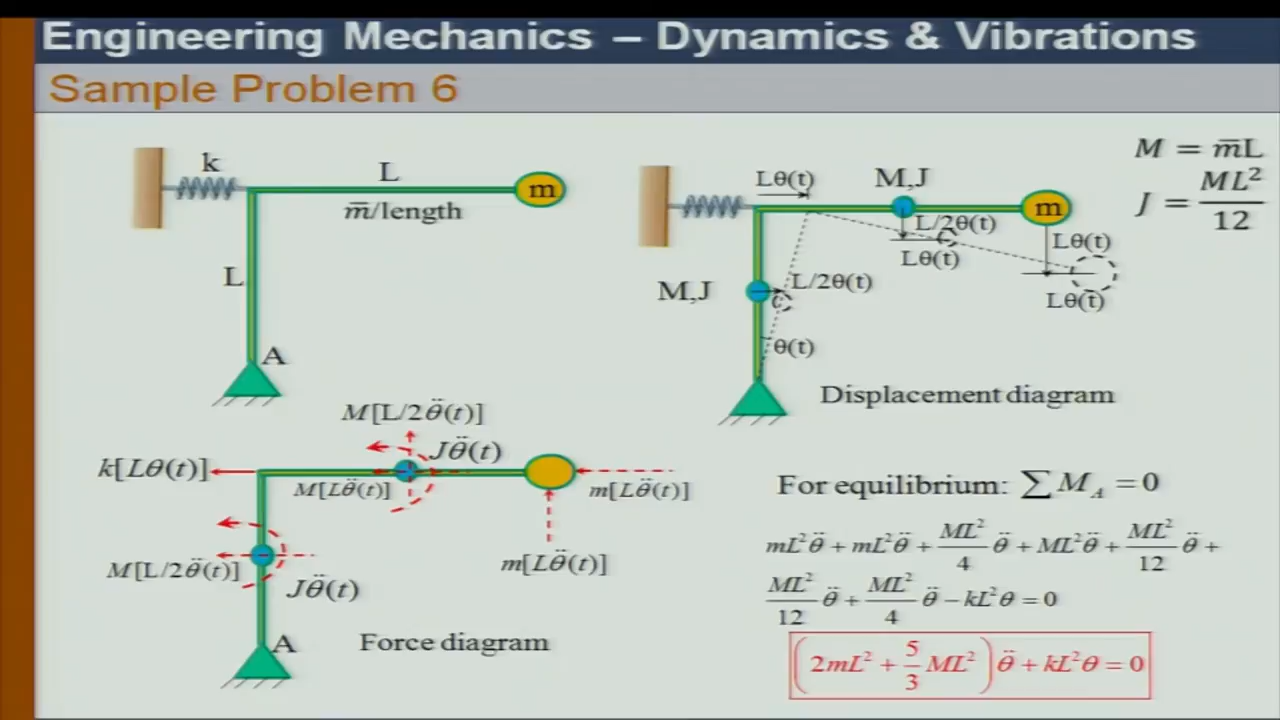 Engineering Mechanics – Dynamics & Vibrations
Sample Problem 6
k
L
m
m̅/length
L
A
Lθ(t)
M,J
m
L/2θ(t)
Lθ(t)
Lθ(t)
Lθ(t)
M,J
L/2θ(t)
θ(t)
Displacement diagram
M = m̅L
J = ML²/12
M[L/2θ̈(t)]
Jθ̈(t)
k[Lθ(t)]
M[Lθ̈(t)]
m[Lθ̈(t)]
m[Lθ̈(t)]
M[L/2θ̈(t)]
Jθ̈(t)
A
Force diagram
For equilibrium: ∑M_A = 0
mL²θ̈ + mL²θ̈ + ML²/4 θ̈ + ML²θ̈ + ML²/12 θ̈ +
ML²/12 θ̈ + ML²/4 θ̈ − kL²θ = 0
(2mL² + 5/3 ML²)θ̈ + kL²θ = 0